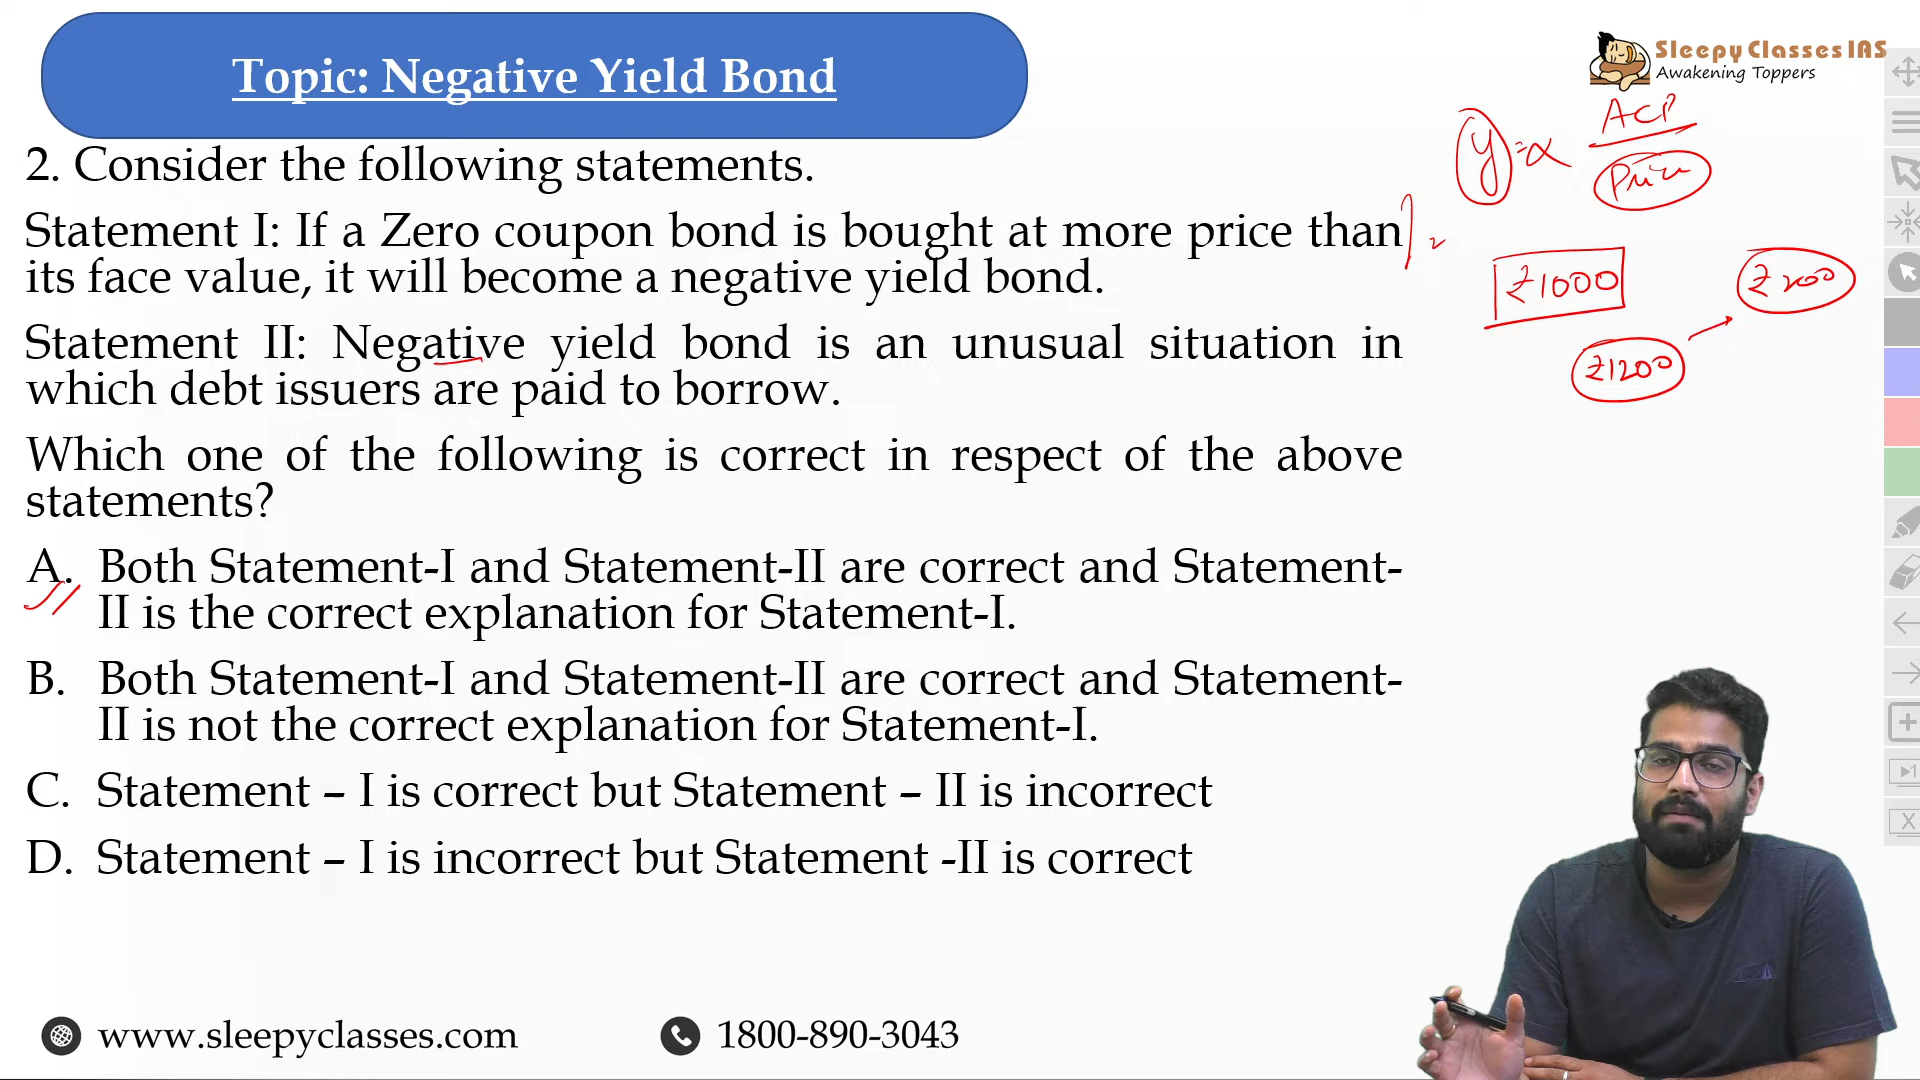 Topic: Negative Yield Bond
Sleepy Classes IAS
Awakening Toppers
2. Consider the following statements.
Statement I: If a Zero coupon bond is bought at more price than
its face value, it will become a negative yield bond.
Statement II: Negative yield bond is an unusual situation in
which debt issuers are paid to borrow.
Which one of the following is correct in respect of the above
statements?
A. Both Statement-I and Statement-II are correct and Statement-
II is the correct explanation for Statement-I.
B. Both Statement-I and Statement-II are correct and Statement-
II is not the correct explanation for Statement-I.
C. Statement – I is correct but Statement – II is incorrect
D. Statement – I is incorrect but Statement -II is correct
y = α ACP
Price
₹1000
₹200
₹1200
www.sleepyclasses.com
1800-890-3043